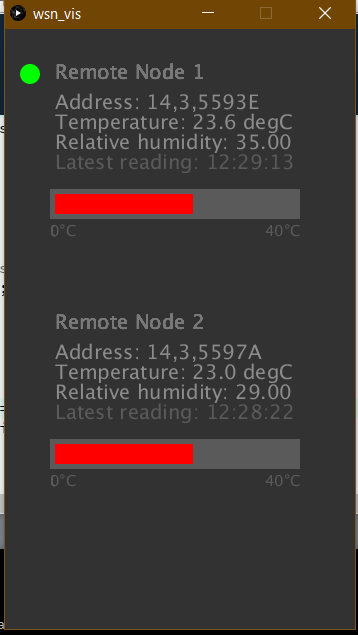 wsn_vis
Remote Node 1
Address: 14,3,5593E
Temperature: 23.6 degC
Relative humidity: 35.00
Latest reading: 12:29:13
0°C 40°C
Remote Node 2
Address: 14,3,5597A
Temperature: 23.0 degC
Relative humidity: 29.00
Latest reading: 12:28:22
0°C 40°C